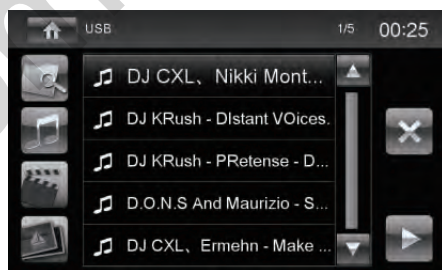 USB 1/5 00:25
DJ CXL、Nikki Mont...
DJ KRush - DIstant VOices.
DJ KRush - PRetense - D...
D.O.N.S And Maurizio - S...
DJ CXL、Ermehn - Make ...